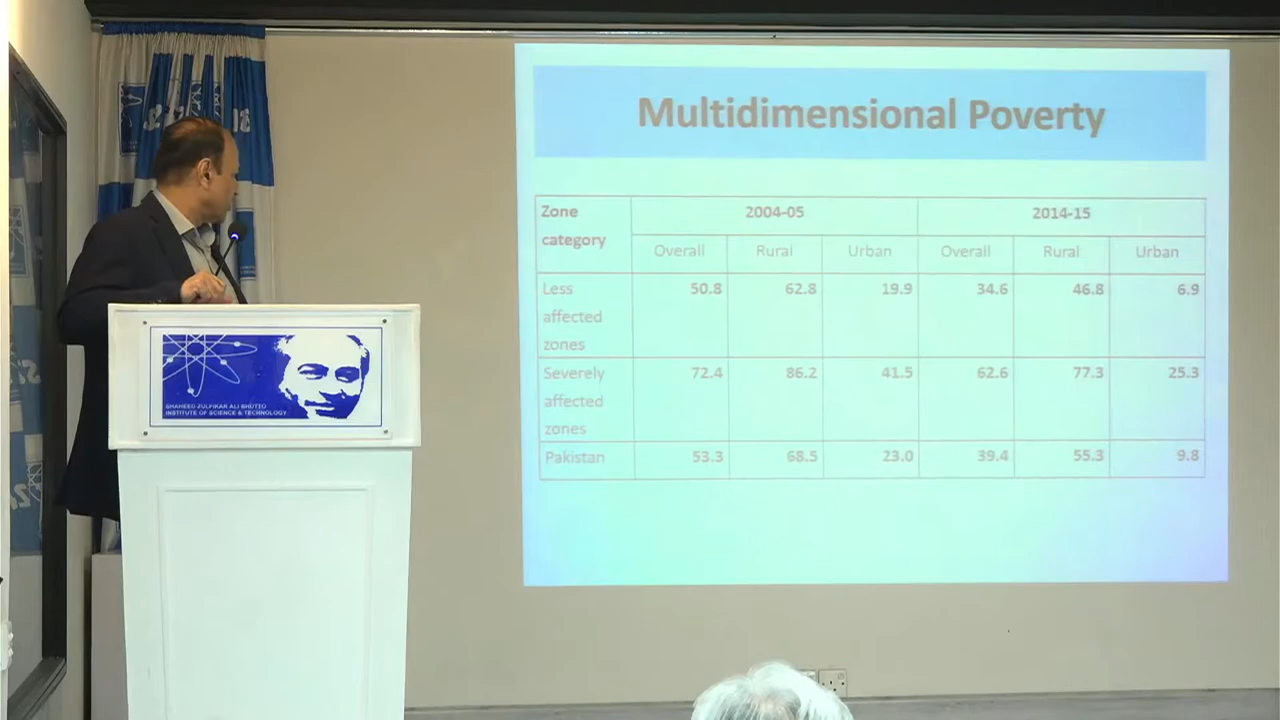 Multidimensional Poverty
Zone category 2004-05 2014-15
Overall Rural Urban Overall Rural Urban
Less affected zones 50.8 62.8 19.9 34.6 46.8 6.9
Severely affected zones 72.4 86.2 41.5 62.6 77.3 25.3
Pakistan 53.3 68.5 23.0 39.4 55.3 9.8
SHAHEED ZULFIKAR ALI BHUTTO
INSTITUTE OF SCIENCE & TECHNOLOGY